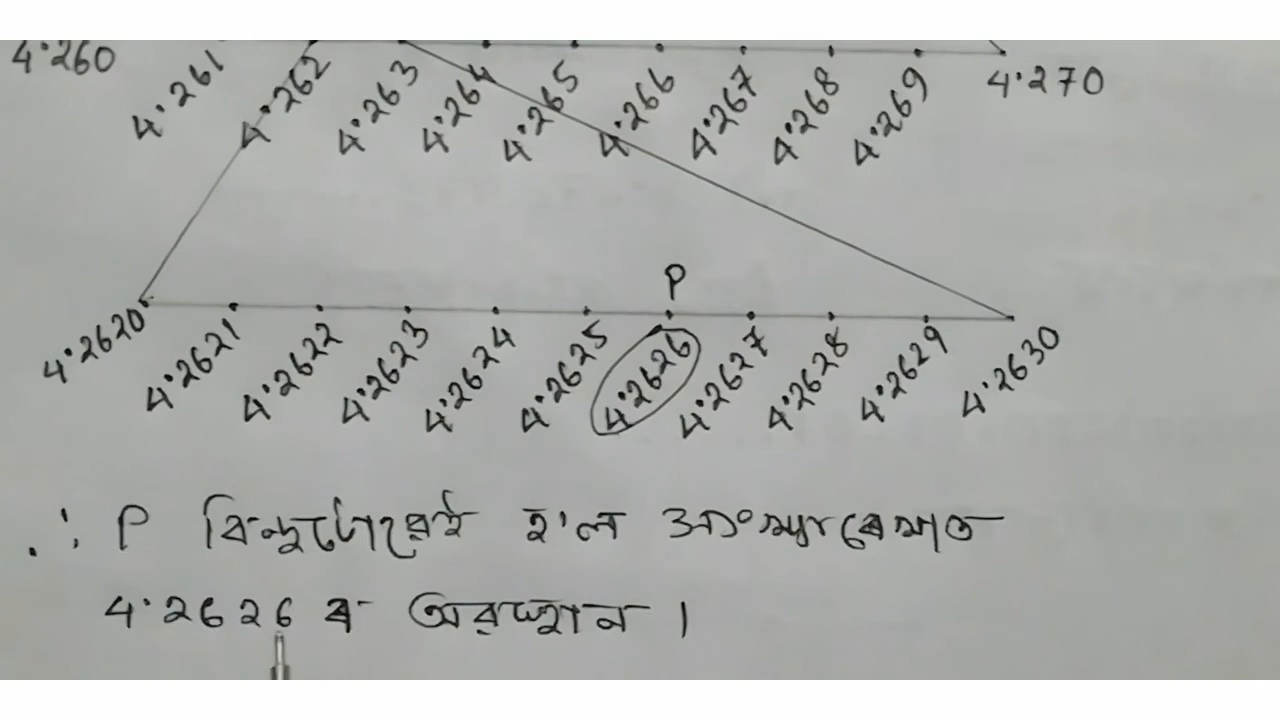 4·260 4·261 4·262 4·263 4·264 4·265 4·266 4·267 4·268 4·269 4·270
P
4·2620 4·2621 4·2622 4·2623 4·2624 4·2625 4·2626 4·2627 4·2628 4·2629 4·2630
∴ P বিন্দুটোৱেই হ'ল সংখ্যাৰেখাত
4·2626 ৰ অৱস্থান ।